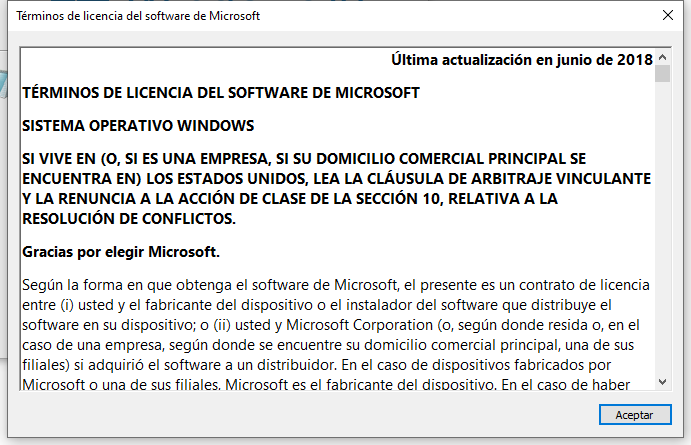 Términos de licencia del software de Microsoft
Última actualización en junio de 2018
TÉRMINOS DE LICENCIA DEL SOFTWARE DE MICROSOFT
SISTEMA OPERATIVO WINDOWS
SI VIVE EN (O, SI ES UNA EMPRESA, SI SU DOMICILIO COMERCIAL PRINCIPAL SE
ENCUENTRA EN) LOS ESTADOS UNIDOS, LEA LA CLÁUSULA DE ARBITRAJE VINCULANTE
Y LA RENUNCIA A LA ACCIÓN DE CLASE DE LA SECCIÓN 10, RELATIVA A LA
RESOLUCIÓN DE CONFLICTOS.
Gracias por elegir Microsoft.
Según la forma en que obtenga el software de Microsoft, el presente es un contrato de licencia
entre (i) usted y el fabricante del dispositivo o el instalador del software que distribuye el
software en su dispositivo; o (ii) usted y Microsoft Corporation (o, según donde resida o, en el
caso de una empresa, según donde se encuentre su domicilio comercial principal, una de sus
filiales) si adquirió el software a un distribuidor. En el caso de dispositivos fabricados por
Microsoft o una de sus filiales, Microsoft es el fabricante del dispositivo. En el caso de haber
Aceptar